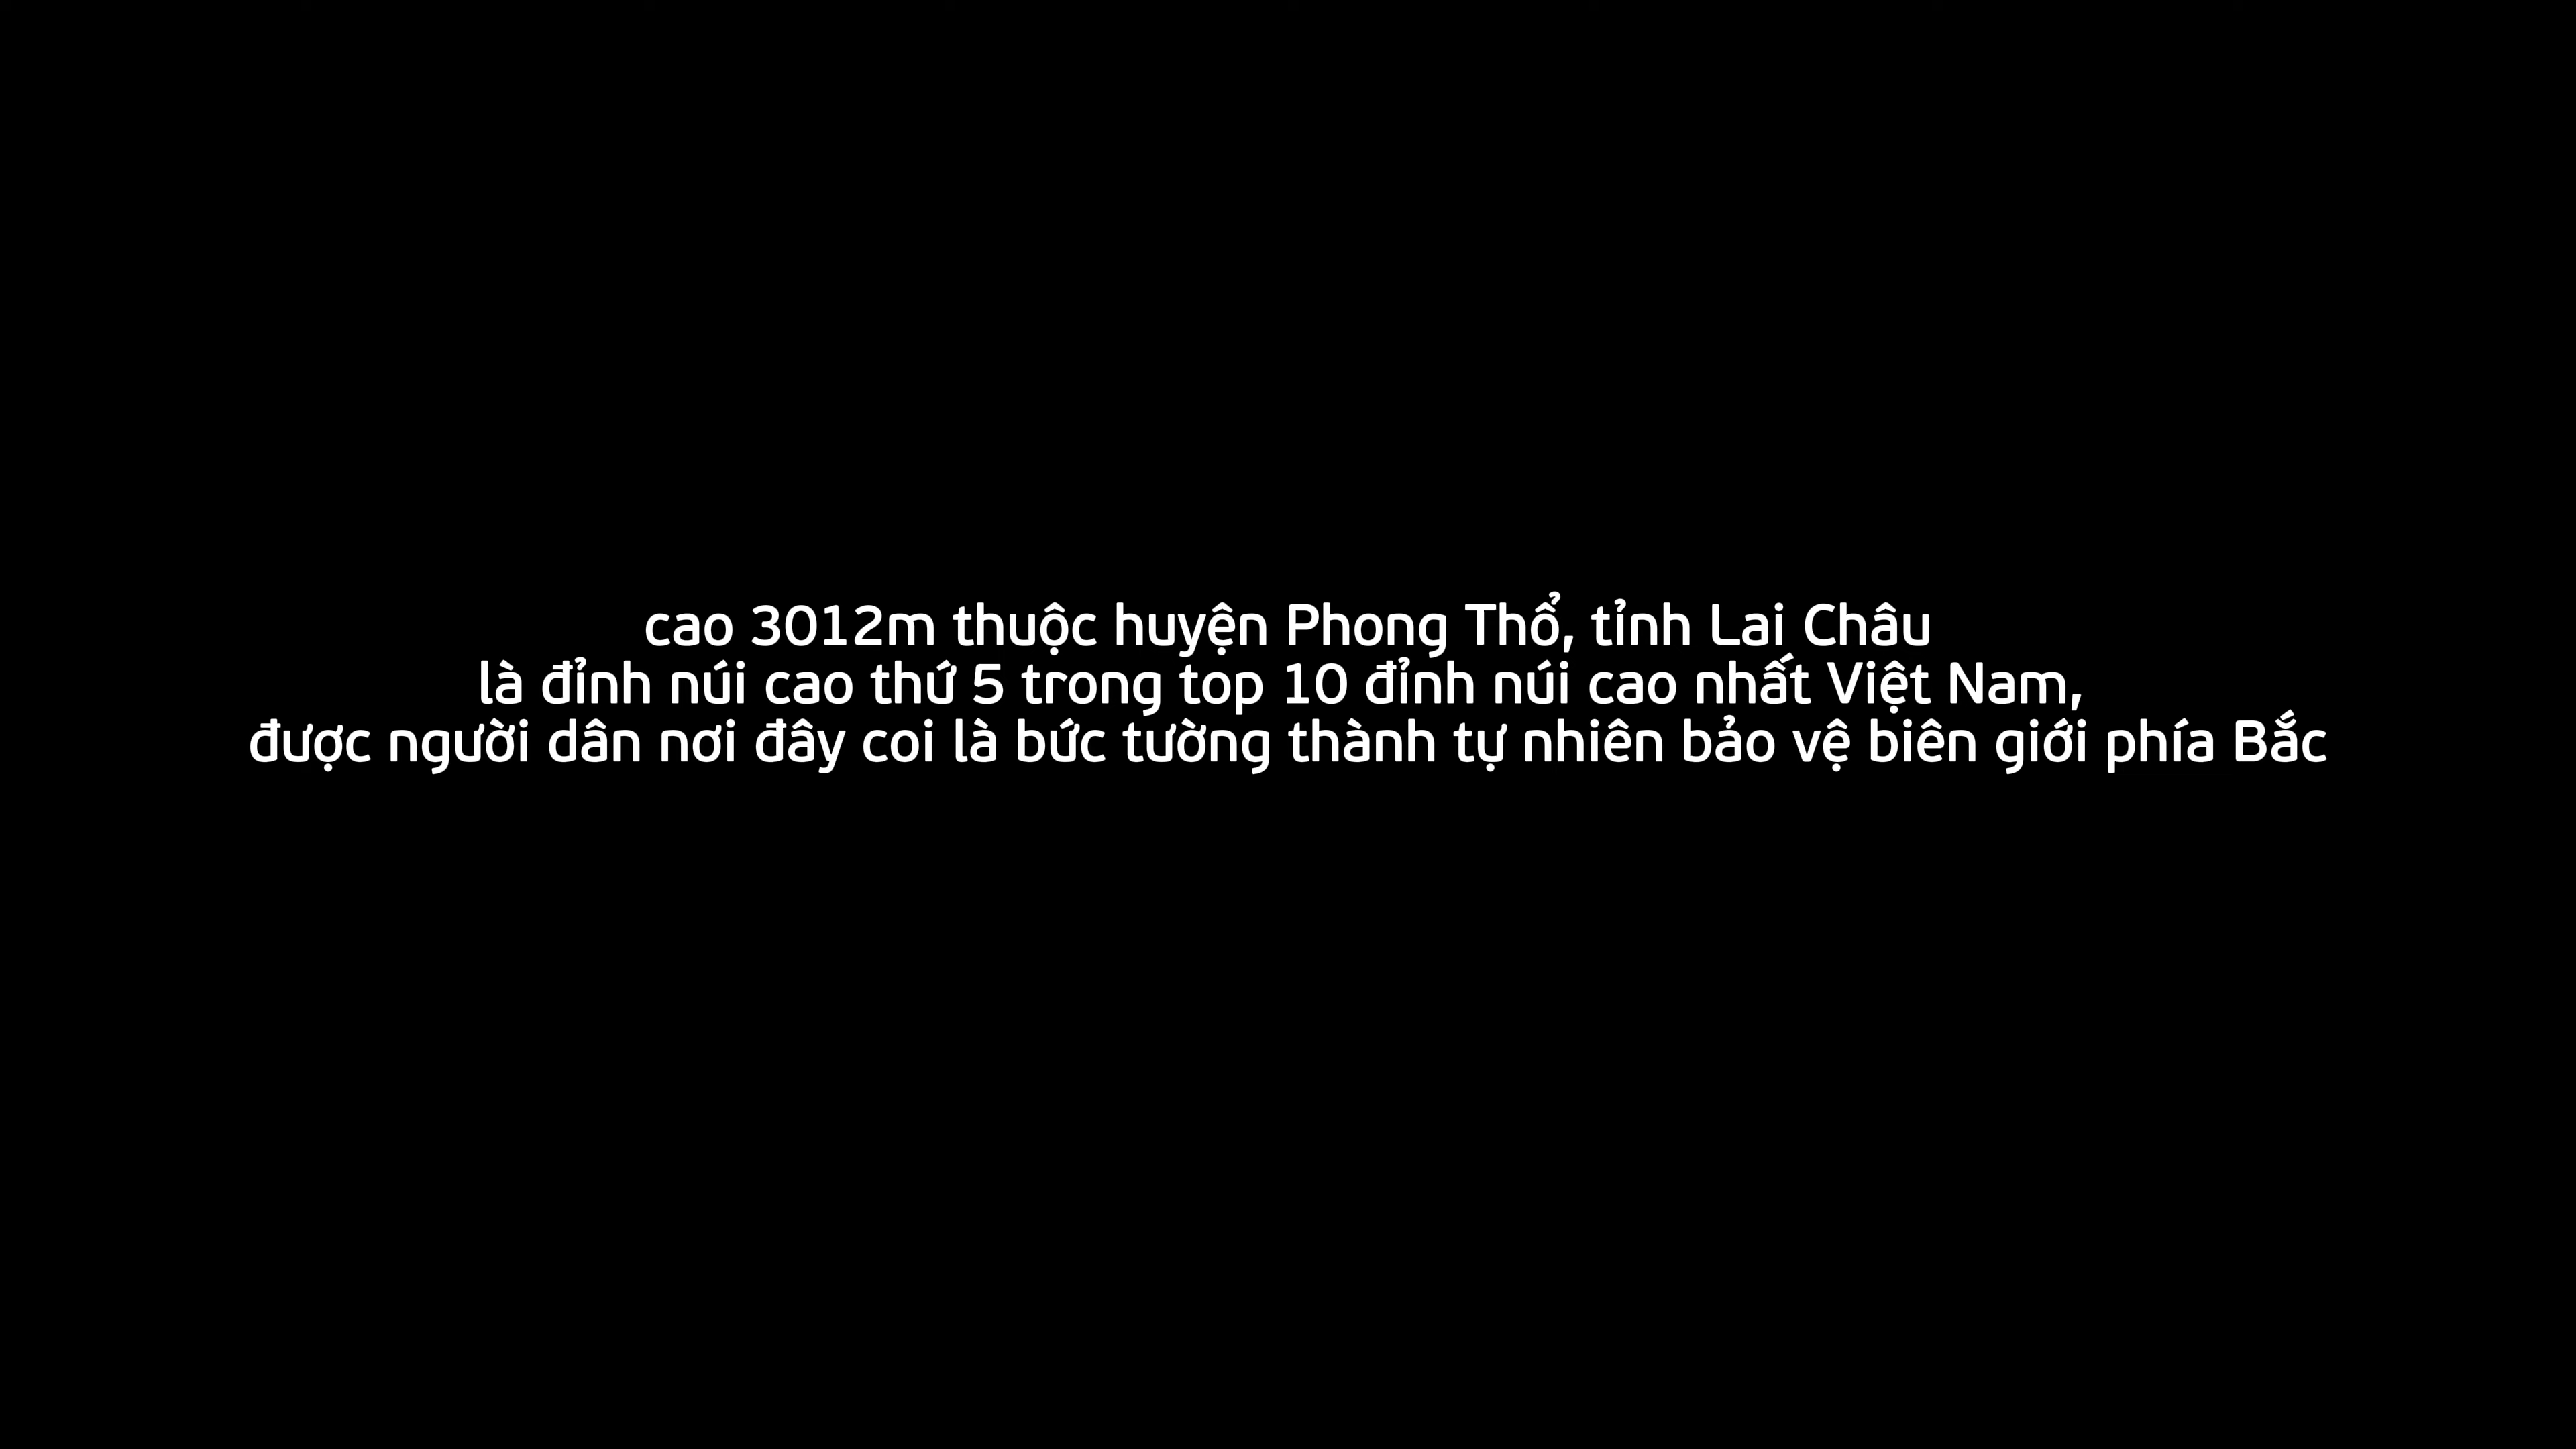 cao 3012m thuộc huyện Phong Thổ, tỉnh Lai Châu
là đỉnh núi cao thứ 5 trong top 10 đỉnh núi cao nhất Việt Nam,
được người dân nơi đây coi là bức tường thành tự nhiên bảo vệ biên giới phía Bắc